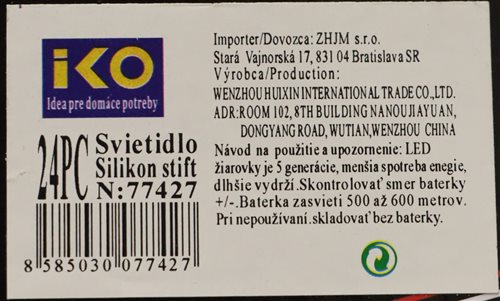 iKO
Idea pre domáce potreby
24PC
Svietidlo
Silikon stift
N:77427
8 585030 077427
Importer/Dovozca: ZHJM s.r.o.
Stará Vajnorská 17, 831 04 Bratislava SR
Výrobca/Production:
WENZHOU HUIXIN INTERNATIONAL TRADE CO.,LTD.
ADR:ROOM 102, 8TH BUILDING NANOUJIAYUAN,
DONGYANG ROAD, WUTIAN,WENZHOU CHINA
Návod na použitie a upozornenie: LED
žiarovky je 5 generácie, menšia spotreba enegie,
dlhšie vydrží.Skontrolovať smer baterky
+/-.Baterka zasvieti 500 až 600 metrov.
Pri nepoužívaní.skladovať bez baterky.